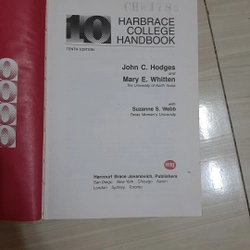 10
TENTH EDITION
HARBRACE
COLLEGE
HANDBOOK
John C. Hodges
and
Mary E. Whitten
The University of North Texas
with
Suzanne S. Webb
Texas Woman's University
HBJ
Harcourt Brace Jovanovich, Publishers
San Diego New York Chicago Austin
London Sydney Toronto